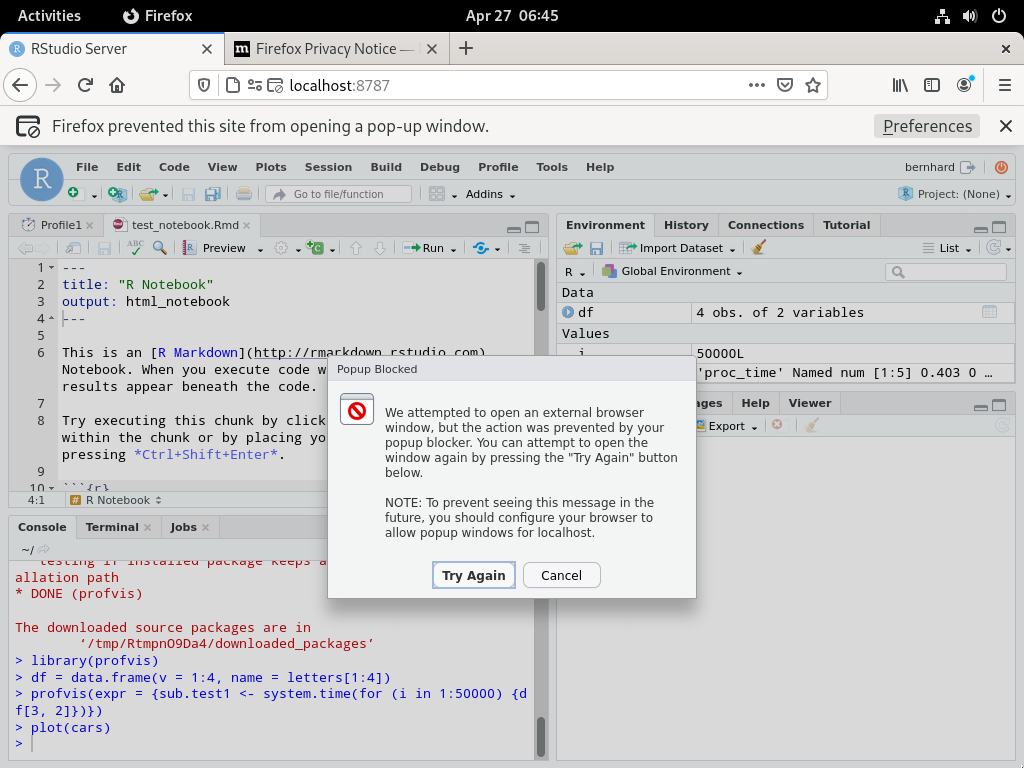 Activities
Firefox
Apr 27 06:45
RStudio Server
Firefox Privacy Notice —
localhost:8787
Firefox prevented this site from opening a pop-up window.
Preferences
File Edit Code View Plots Session Build Debug Profile Tools Help
bernhard
Go to file/function
Addins
Project: (None)
Profile1
test_notebook.Rmd
Preview
Run
1 ---
2 title: "R Notebook"
3 output: html_notebook
4 ---
5
6 This is an [R Markdown](http://rmarkdown.rstudio.com)
Notebook. When you execute code w
results appear beneath the code.
7
8 Try executing this chunk by click
within the chunk or by placing yo
pressing *Ctrl+Shift+Enter*.
9
10 ```{r}
4:1
R Notebook
Console Terminal Jobs
~/
testing if installed package keeps a
allation path
* DONE (profvis)
The downloaded source packages are in
‘/tmp/RtmpnO9Da4/downloaded_packages’
> library(profvis)
> df = data.frame(v = 1:4, name = letters[1:4])
> profvis(expr = {sub.test1 <- system.time(for (i in 1:50000) {d
f[3, 2]})})
> plot(cars)
>
Environment History Connections Tutorial
Import Dataset
List
R
Global Environment
Data
df 4 obs. of 2 variables
Values
i 50000L
'proc_time' Named num [1:5] 0.403 0 …
ages Help Viewer
Export
Popup Blocked
We attempted to open an external browser
window, but the action was prevented by your
popup blocker. You can attempt to open the
window again by pressing the "Try Again" button
below.
NOTE: To prevent seeing this message in the
future, you should configure your browser to
allow popup windows for localhost.
Try Again
Cancel